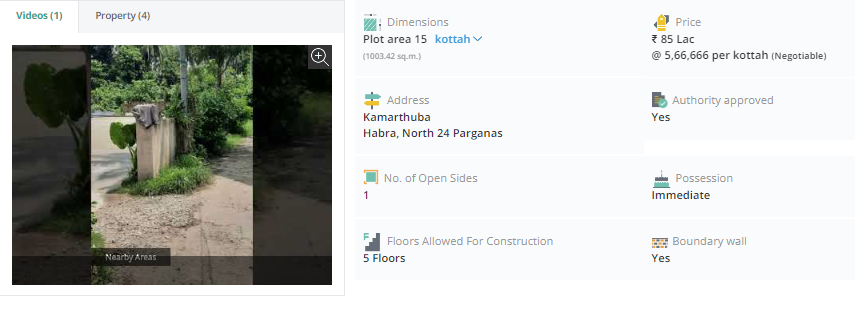 Videos (1)
Property (4)
Nearby Areas
Dimensions
Plot area 15 kottah
(1003.42 sq.m.)
Price
₹ 85 Lac
@ 5,66,666 per kottah (Negotiable)
Address
Kamarthuba
Habra, North 24 Parganas
Authority approved
Yes
No. of Open Sides
1
Possession
Immediate
Floors Allowed For Construction
5 Floors
Boundary wall
Yes